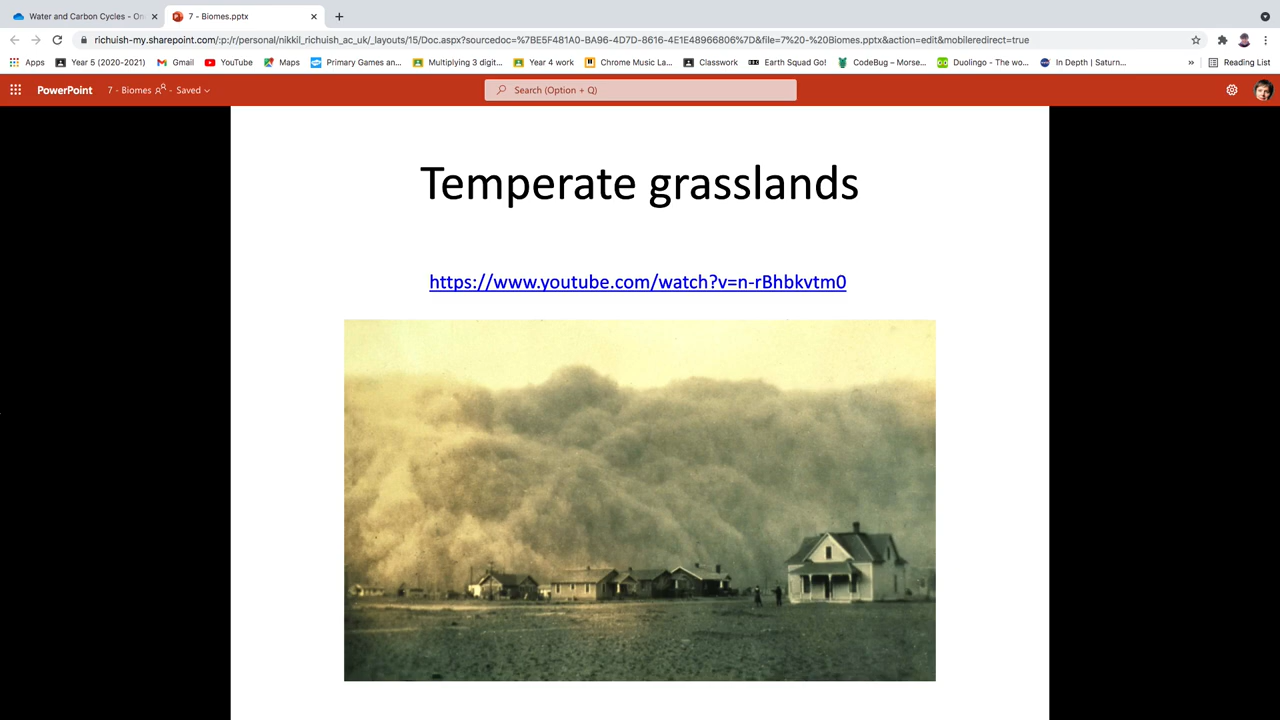 Water and Carbon Cycles - On
7 - Biomes.pptx
richuish-my.sharepoint.com/:p:/r/personal/nikkil_richuish_ac_uk/_layouts/15/Doc.aspx?sourcedoc=%7BE5F481A0-BA96-4D7D-8616-4E1E48966806%7D&file=7%20-%20Biomes.pptx&action=edit&mobileredirect=true
Apps Year 5 (2020-2021) Gmail YouTube Maps Primary Games an... Multiplying 3 digit... Year 4 work Chrome Music La... Classwork Earth Squad Go! CodeBug – Morse... Duolingo - The wo... In Depth | Saturn... » Reading List
PowerPoint 7 - Biomes - Saved Search (Option + Q)
Temperate grasslands
https://www.youtube.com/watch?v=n-rBhbkvtm0